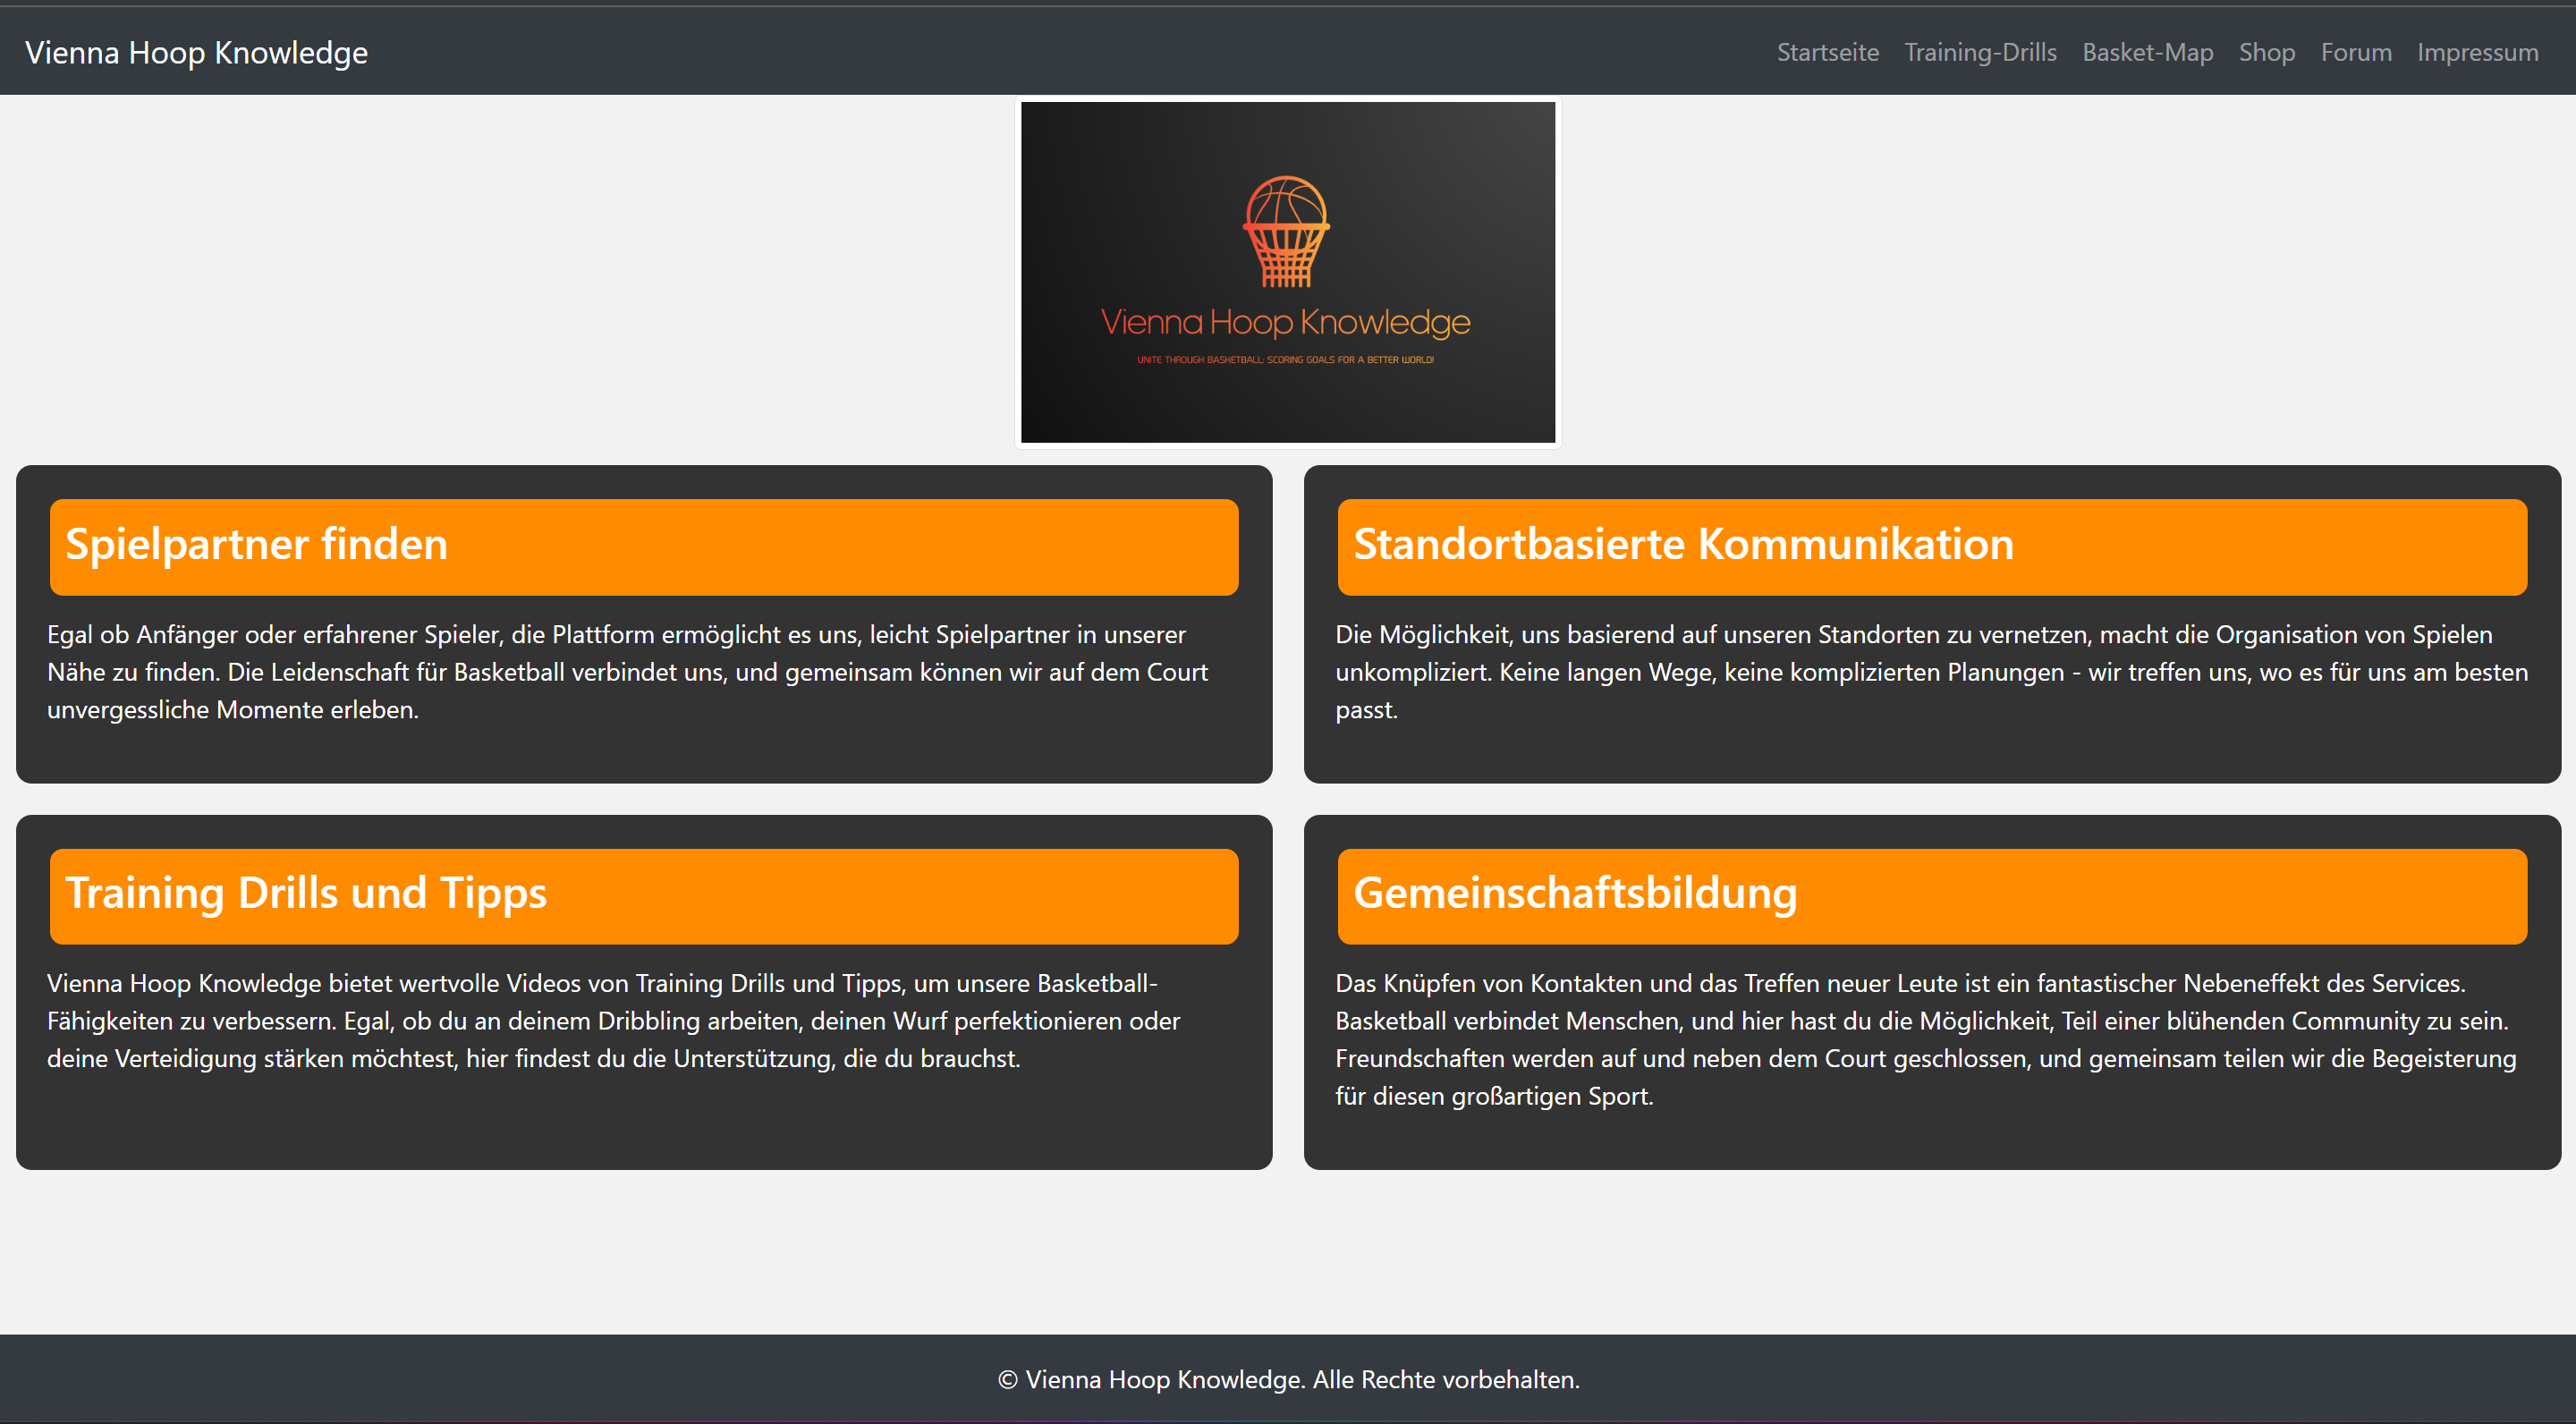 Vienna Hoop Knowledge
Startseite Training-Drills Basket-Map Shop Forum Impressum
Vienna Hoop Knowledge
UNITE THROUGH BASKETBALL: SCORING GOALS FOR A BETTER WORLD!
Spielpartner finden
Egal ob Anfänger oder erfahrener Spieler, die Plattform ermöglicht es uns, leicht Spielpartner in unserer
Nähe zu finden. Die Leidenschaft für Basketball verbindet uns, und gemeinsam können wir auf dem Court
unvergessliche Momente erleben.
Standortbasierte Kommunikation
Die Möglichkeit, uns basierend auf unseren Standorten zu vernetzen, macht die Organisation von Spielen
unkompliziert. Keine langen Wege, keine komplizierten Planungen - wir treffen uns, wo es für uns am besten
passt.
Training Drills und Tipps
Vienna Hoop Knowledge bietet wertvolle Videos von Training Drills und Tipps, um unsere Basketball-
Fähigkeiten zu verbessern. Egal, ob du an deinem Dribbling arbeiten, deinen Wurf perfektionieren oder
deine Verteidigung stärken möchtest, hier findest du die Unterstützung, die du brauchst.
Gemeinschaftsbildung
Das Knüpfen von Kontakten und das Treffen neuer Leute ist ein fantastischer Nebeneffekt des Services.
Basketball verbindet Menschen, und hier hast du die Möglichkeit, Teil einer blühenden Community zu sein.
Freundschaften werden auf und neben dem Court geschlossen, und gemeinsam teilen wir die Begeisterung
für diesen großartigen Sport.
© Vienna Hoop Knowledge. Alle Rechte vorbehalten.